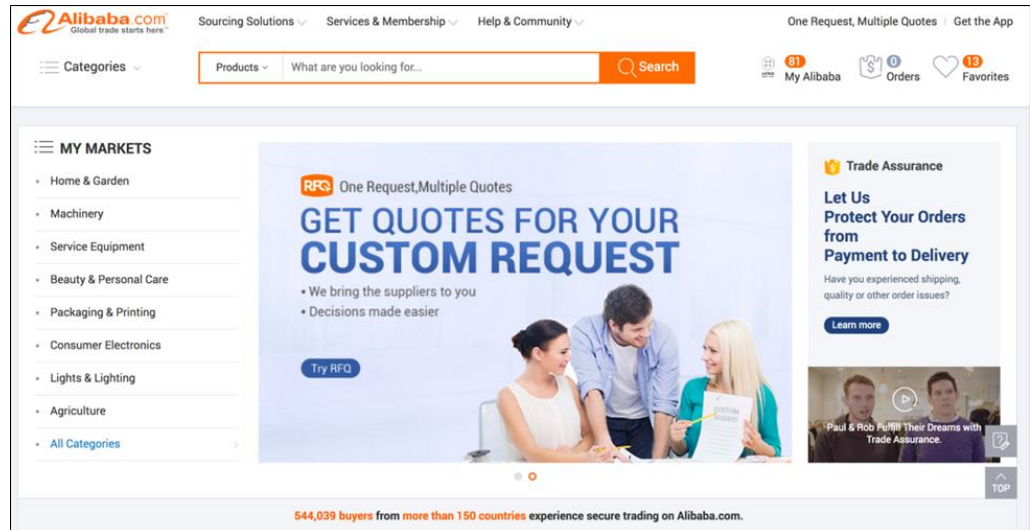 Alibaba.com
Global trade starts here.
Sourcing Solutions
Services & Membership
Help & Community
One Request, Multiple Quotes
Get the App
Categories
Products
What are you looking for...
Search
81
My Alibaba
0
Orders
13
Favorites
MY MARKETS
Home & Garden
Machinery
Service Equipment
Beauty & Personal Care
Packaging & Printing
Consumer Electronics
Lights & Lighting
Agriculture
All Categories
RFQ One Request,Multiple Quotes
GET QUOTES FOR YOUR
CUSTOM REQUEST
• We bring the suppliers to you
• Decisions made easier
Try RFQ
CUSTOM
REQUEST
Trade Assurance
Let Us
Protect Your Orders
from
Payment to Delivery
Have you experienced shipping,
quality or other order issues?
Learn more
Paul & Rob Fulfill Their Dreams with
Trade Assurance.
TOP
544,039 buyers from more than 150 countries experience secure trading on Alibaba.com.